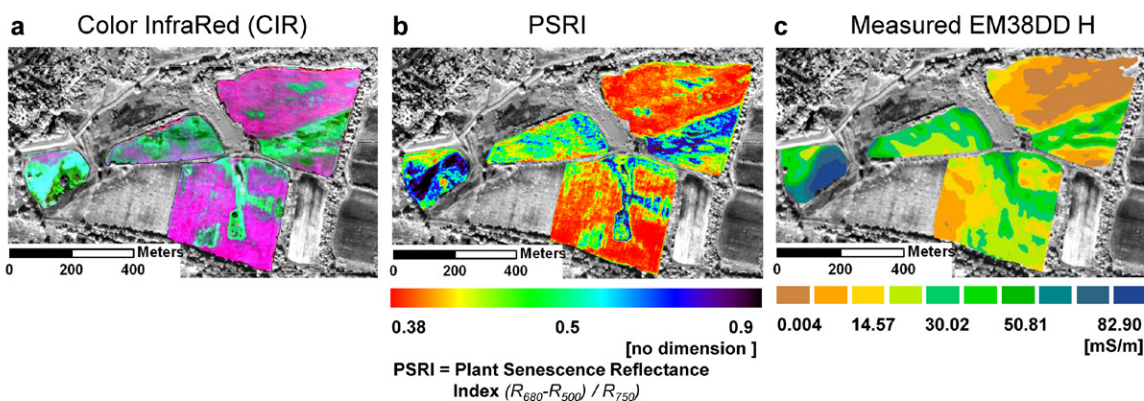 a Color InfraRed (CIR)
b PSRI
c Measured EM38DD H
Meters
0 200 400
Meters
0 200 400
Meters
0 200 400
0.38 0.5 0.9
[no dimension ]
PSRI = Plant Senescence Reflectance
Index (R680-R500) / R750)
0.004 14.57 30.02 50.81 82.90
[mS/m]